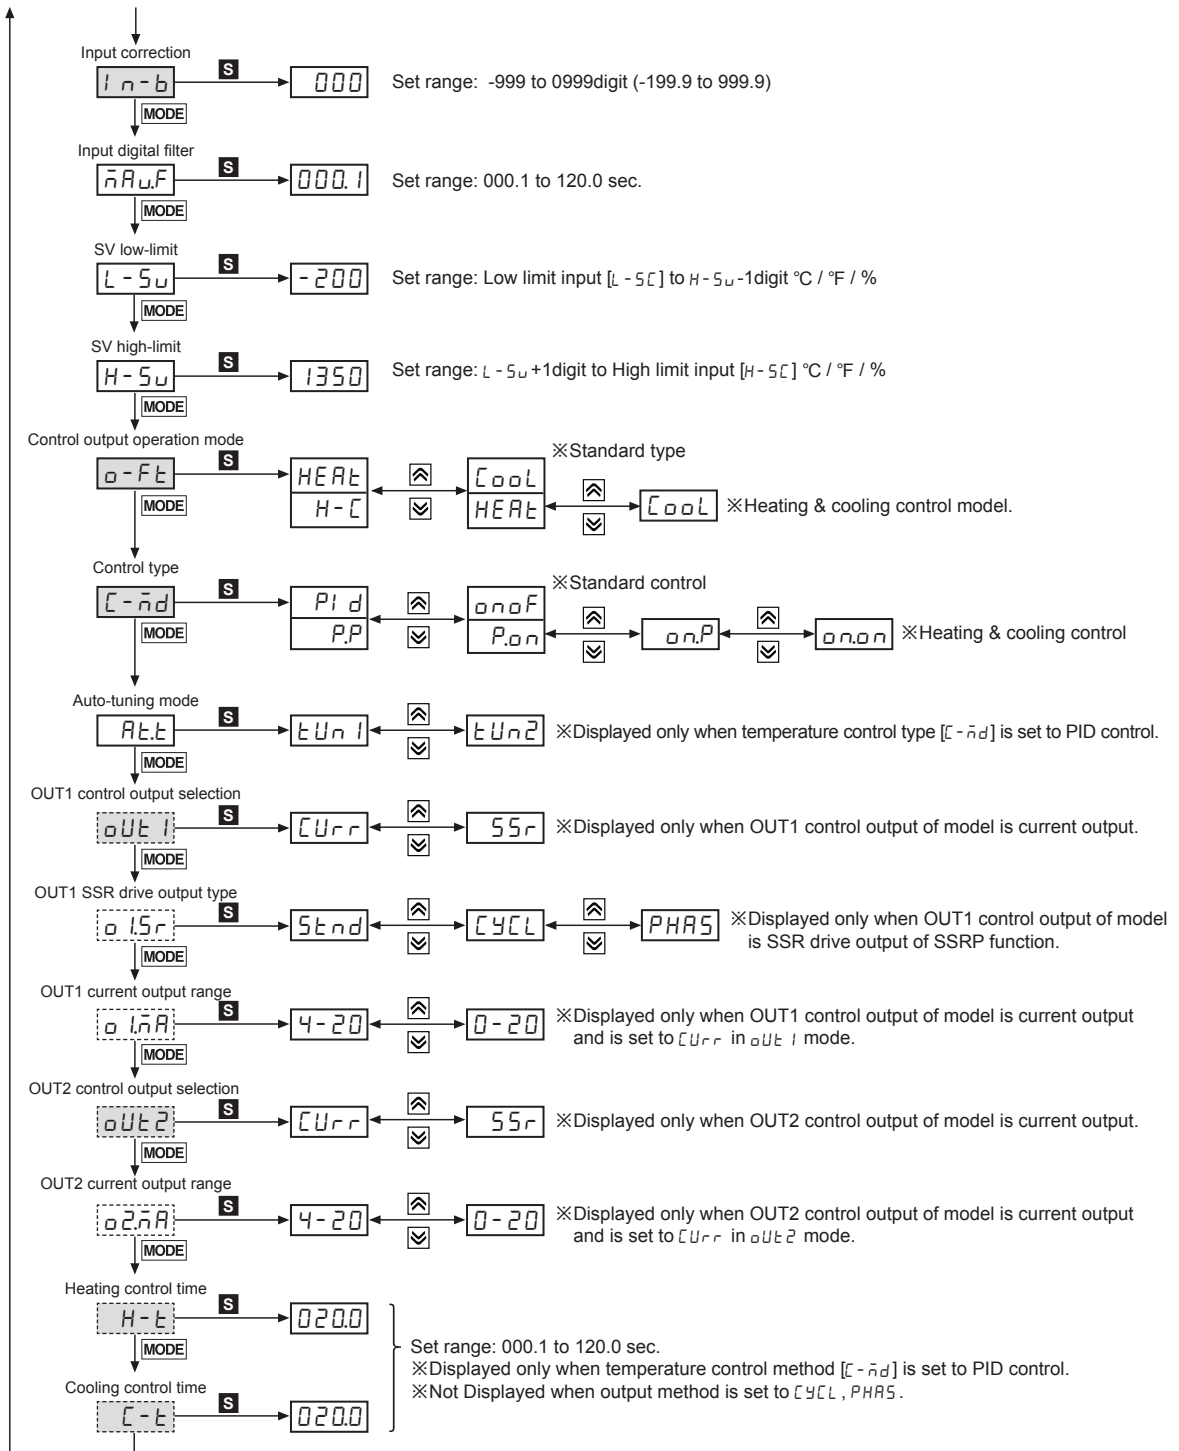 Input correction
In-b S 000 Set range: -999 to 0999digit (-199.9 to 999.9)
MODE
Input digital filter
mAv.F S 000.1 Set range: 000.1 to 120.0 sec.
MODE
SV low-limit
L-Sv S -200 Set range: Low limit input [L-SC] to H-Sv-1digit °C / °F / %
MODE
SV high-limit
H-Sv S 1350 Set range: L-Sv+1digit to High limit input [H-SC] °C / °F / %
MODE
Control output operation mode
※Standard type
o-Ft S HEAt CooL
MODE H-C HEAt CooL ※Heating & cooling control model.
Control type
※Standard control
C-md S PId onoF
MODE P.P P.on on.P on.on ※Heating & cooling control
Auto-tuning mode
At.t S tUn1 tUn2 ※Displayed only when temperature control type [C-md] is set to PID control.
MODE
OUT1 control output selection
oUt1 S CUrr SSr ※Displayed only when OUT1 control output of model is current output.
MODE
OUT1 SSR drive output type
o1.Sr S Stnd CYCL PHAS ※Displayed only when OUT1 control output of model
is SSR drive output of SSRP function.
MODE
OUT1 current output range
o1.mA S 4-20 0-20 ※Displayed only when OUT1 control output of model is current output
and is set to CUrr in oUt1 mode.
MODE
OUT2 control output selection
oUt2 S CUrr SSr ※Displayed only when OUT2 control output of model is current output.
MODE
OUT2 current output range
o2.mA S 4-20 0-20 ※Displayed only when OUT2 control output of model is current output
and is set to CUrr in oUt2 mode.
MODE
Heating control time
H-t S 020.0
MODE
Set range: 000.1 to 120.0 sec.
※Displayed only when temperature control method [C-md] is set to PID control.
※Not Displayed when output method is set to CYCL, PHAS.
Cooling control time
C-t S 020.0